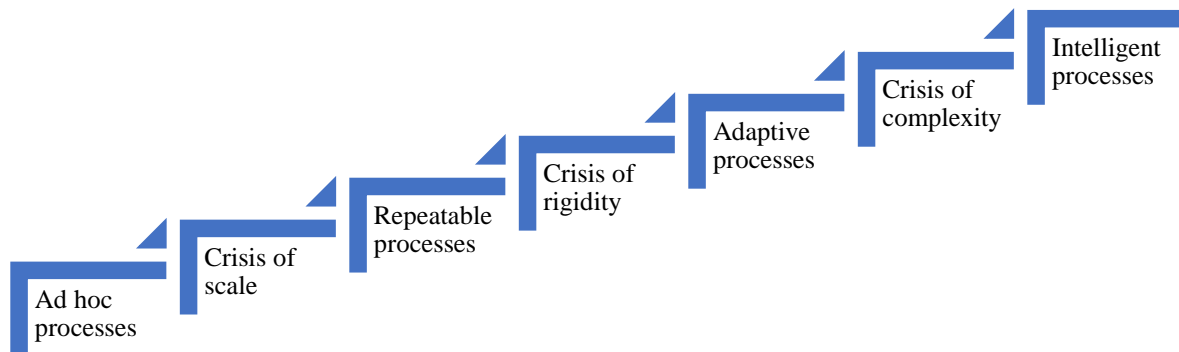 Ad hoc
processes
Crisis of
scale
Repeatable
processes
Crisis of
rigidity
Adaptive
processes
Crisis of
complexity
Intelligent
processes